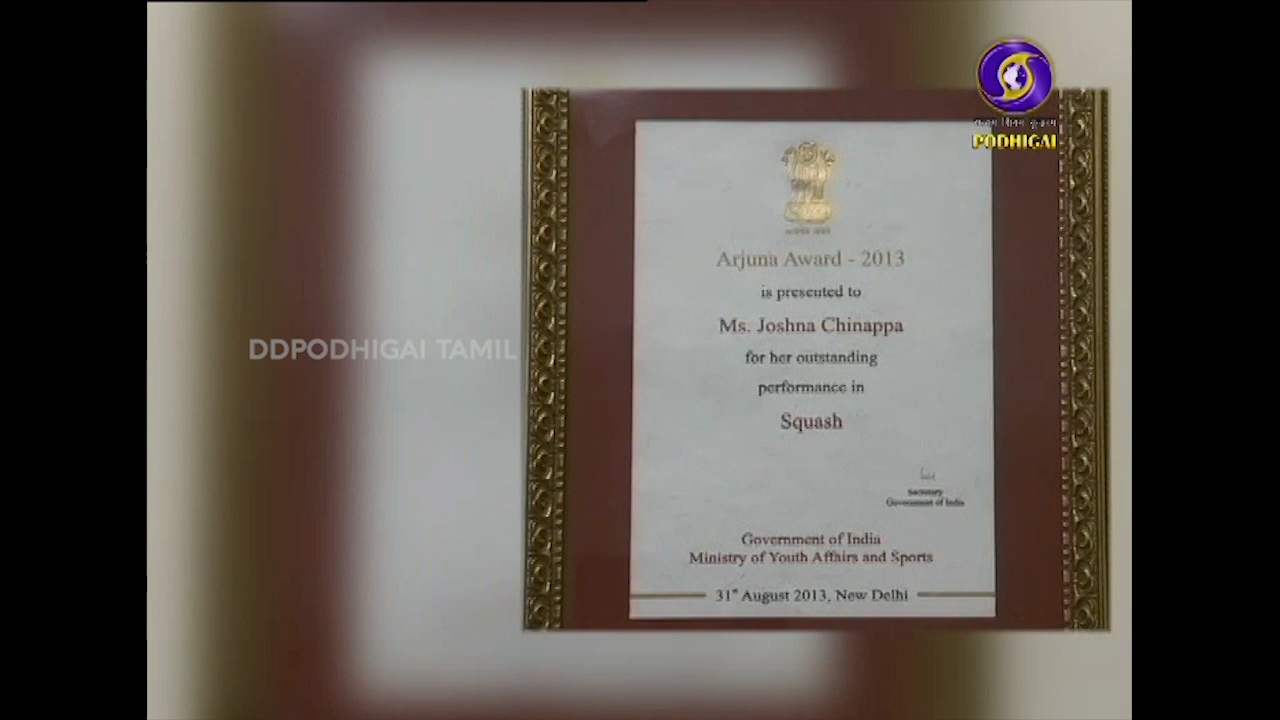 PODHIGAI
DDPODHIGAI TAMIL
Arjuna Award - 2013
is presented to
Ms. Joshna Chinappa
for her outstanding
performance in
Squash
Secretary
Government of India
Government of India
Ministry of Youth Affairs and Sports
31st August 2013, New Delhi